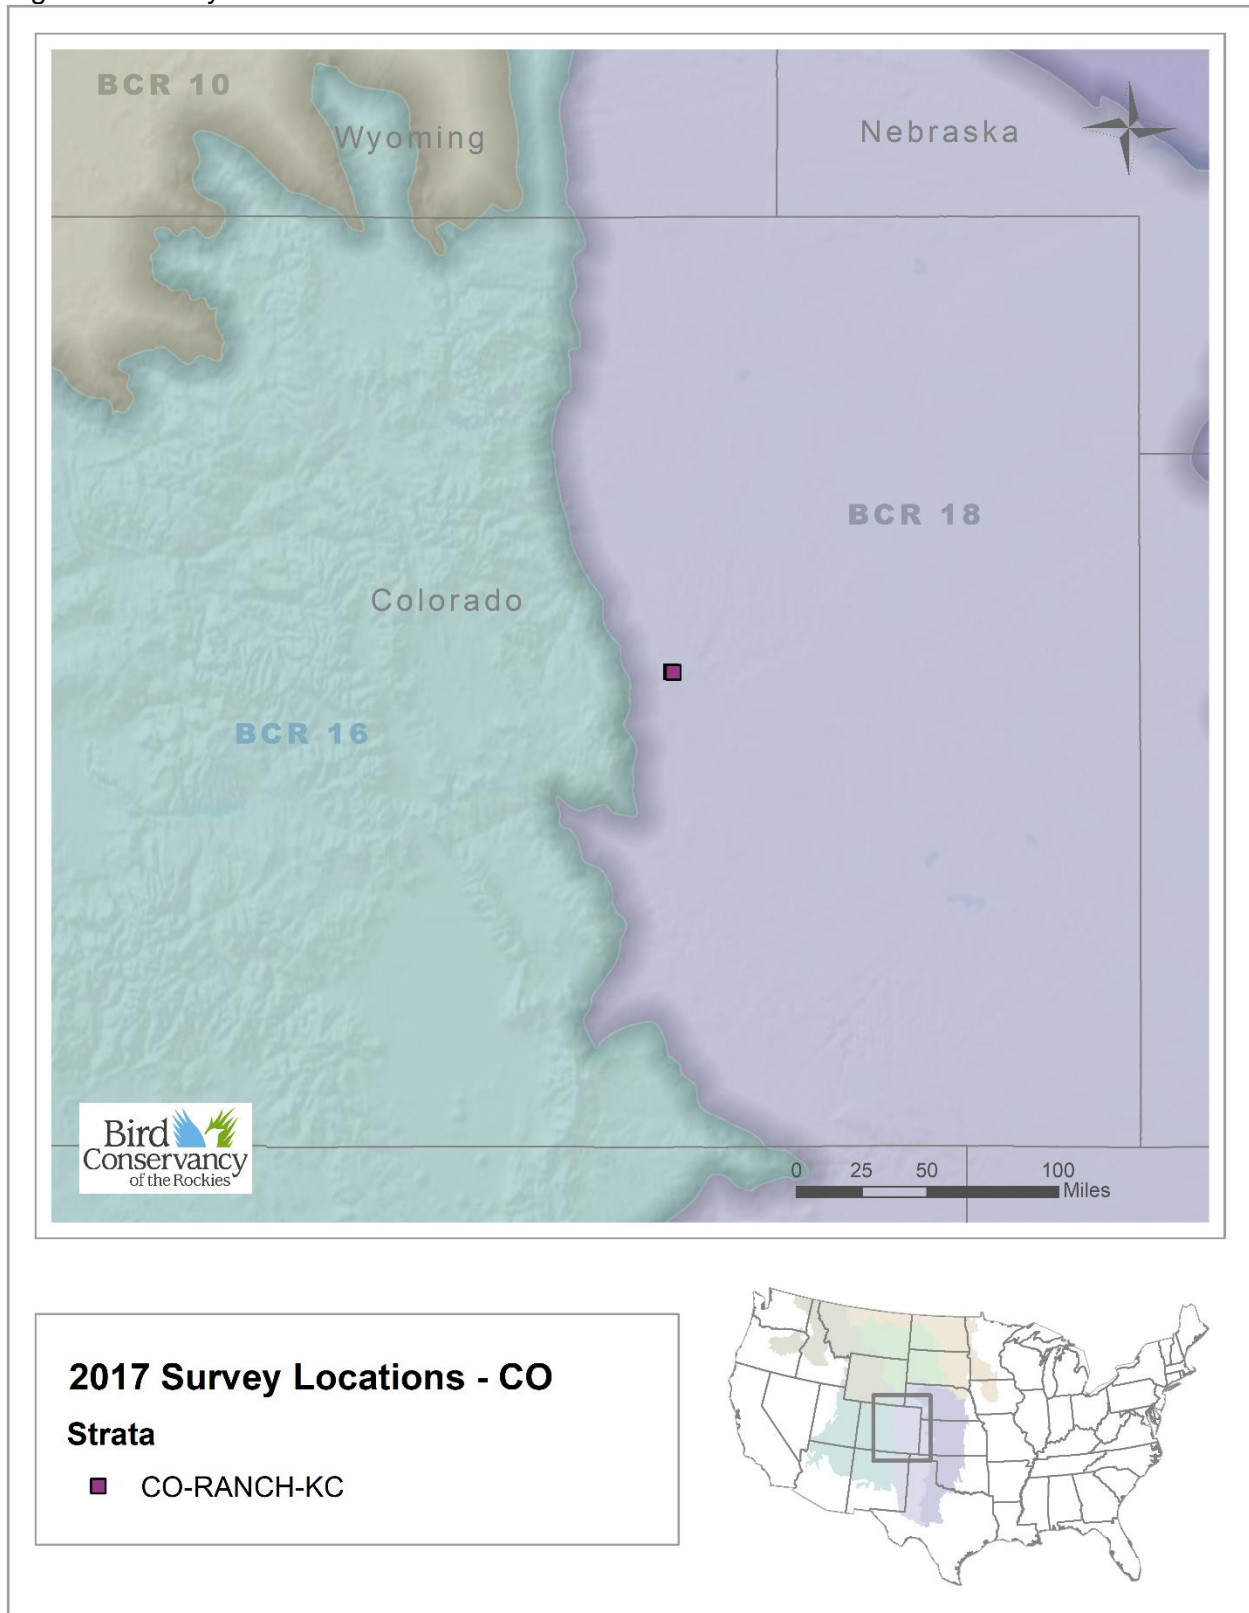 BCR 10
Wyoming
Nebraska
BCR 18
Colorado
BCR 16
Bird
Conservancy
of the Rockies
0 25 50 100
Miles
2017 Survey Locations - CO
Strata
CO-RANCH-KC